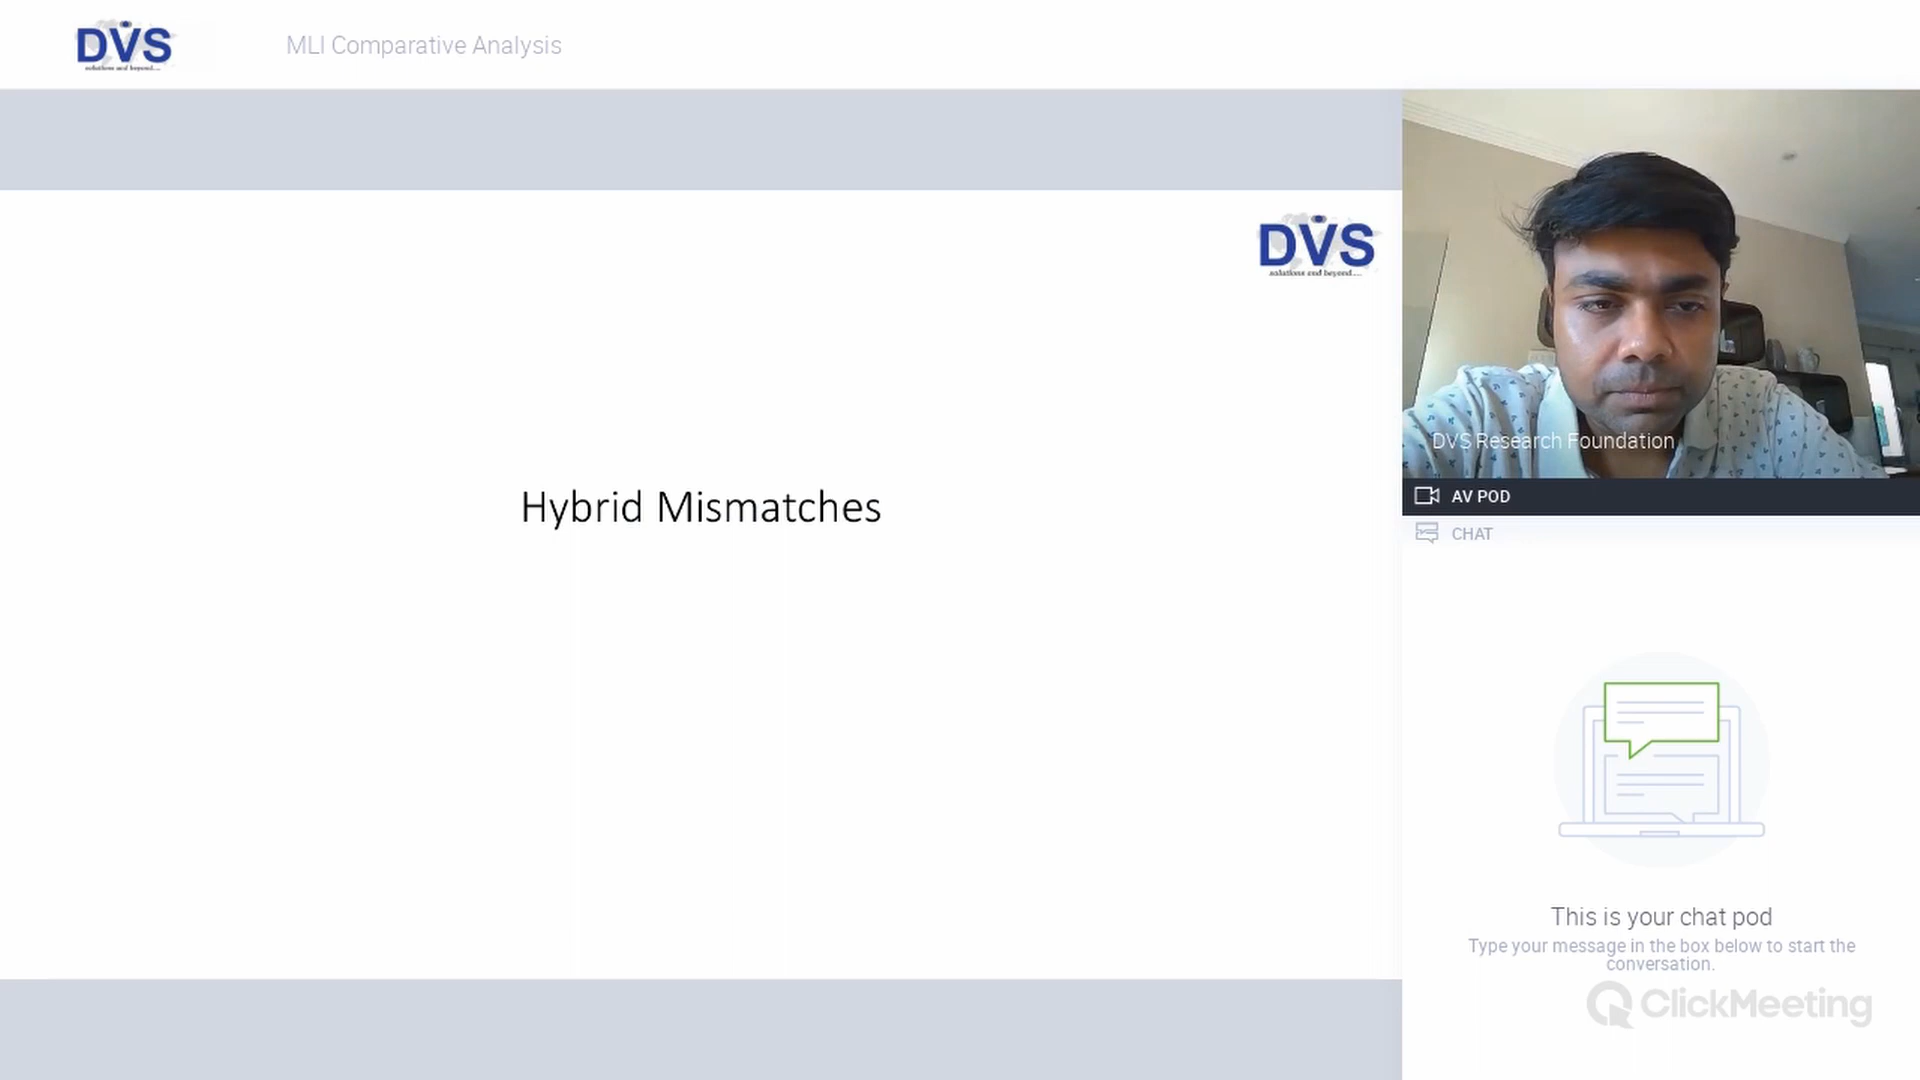 DVS
solutions and beyond....
MLI Comparative Analysis
DVS
solutions and beyond....
Hybrid Mismatches
DVS Research Foundation
AV POD
CHAT
This is your chat pod
Type your message in the box below to start the
conversation.
ClickMeeting